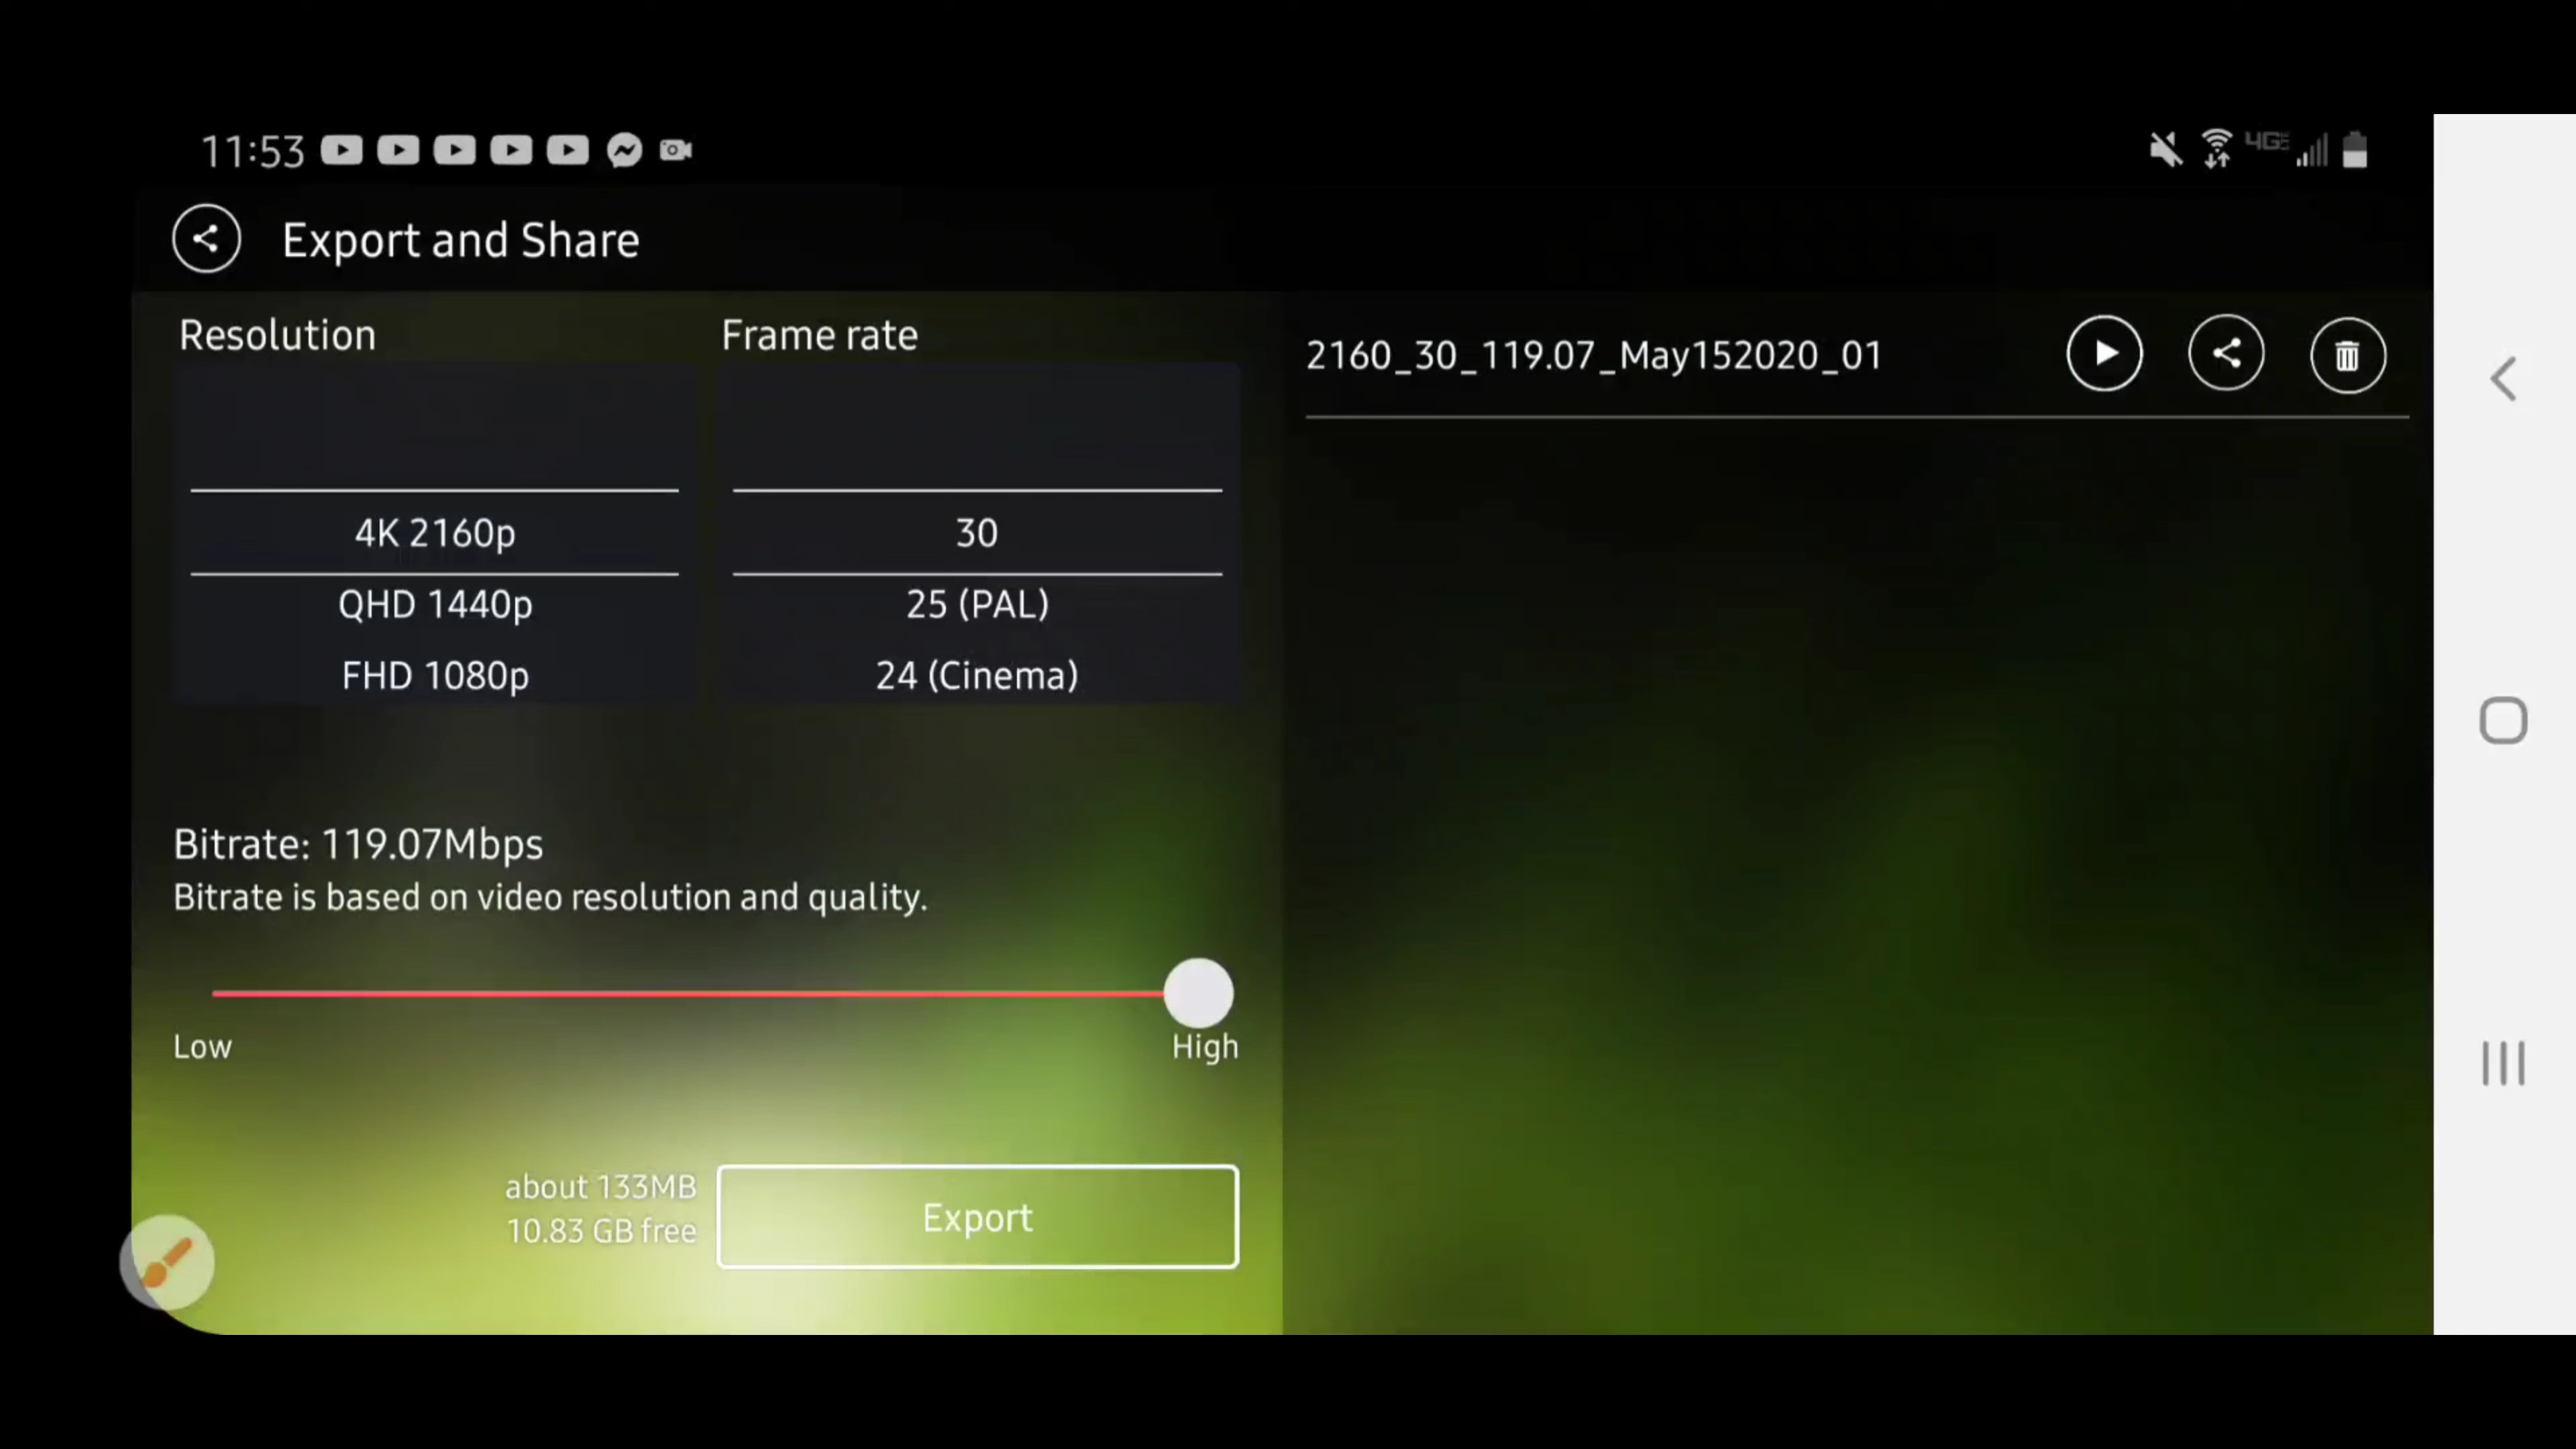 11:53
4G
Export and Share
Resolution
Frame rate
4K 2160p
QHD 1440p
FHD 1080p
30
25 (PAL)
24 (Cinema)
Bitrate: 119.07Mbps
Bitrate is based on video resolution and quality.
Low
High
about 133MB
10.83 GB free
Export
2160_30_119.07_May152020_01